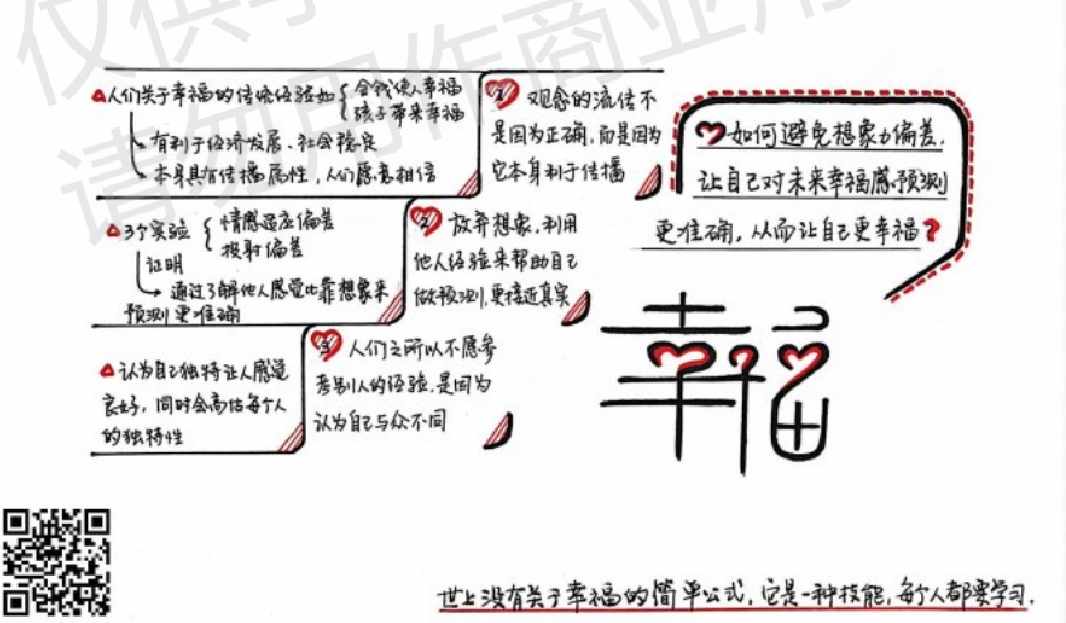 仅供
请勿用作商业用
人们关于幸福的传统经验如 { 金钱使人幸福
孩子带来幸福
有利于经济发展、社会稳定
本身具有传播属性,人们愿意相信
1 观念的流传不
是因为正确,而是因为
它本身利于传播
如何避免想象力偏差,
让自己对未来幸福感预测
更准确,从而让自己更幸福?
3个实验 { 情感适应偏差
投射偏差
证明
通过了解他人感觉比靠想象来
预测更准确
2 放弃想象,利用
他人经验来帮助自己
做预测,更接近真实
认为自己独特让人感觉
良好,同时会高估每个人
的独特性
3 人们之所以不愿参
考别人的经验,是因为
认为自己与众不同
幸福
世上没有关于幸福的简单公式,它是一种技能,每个人都要学习.